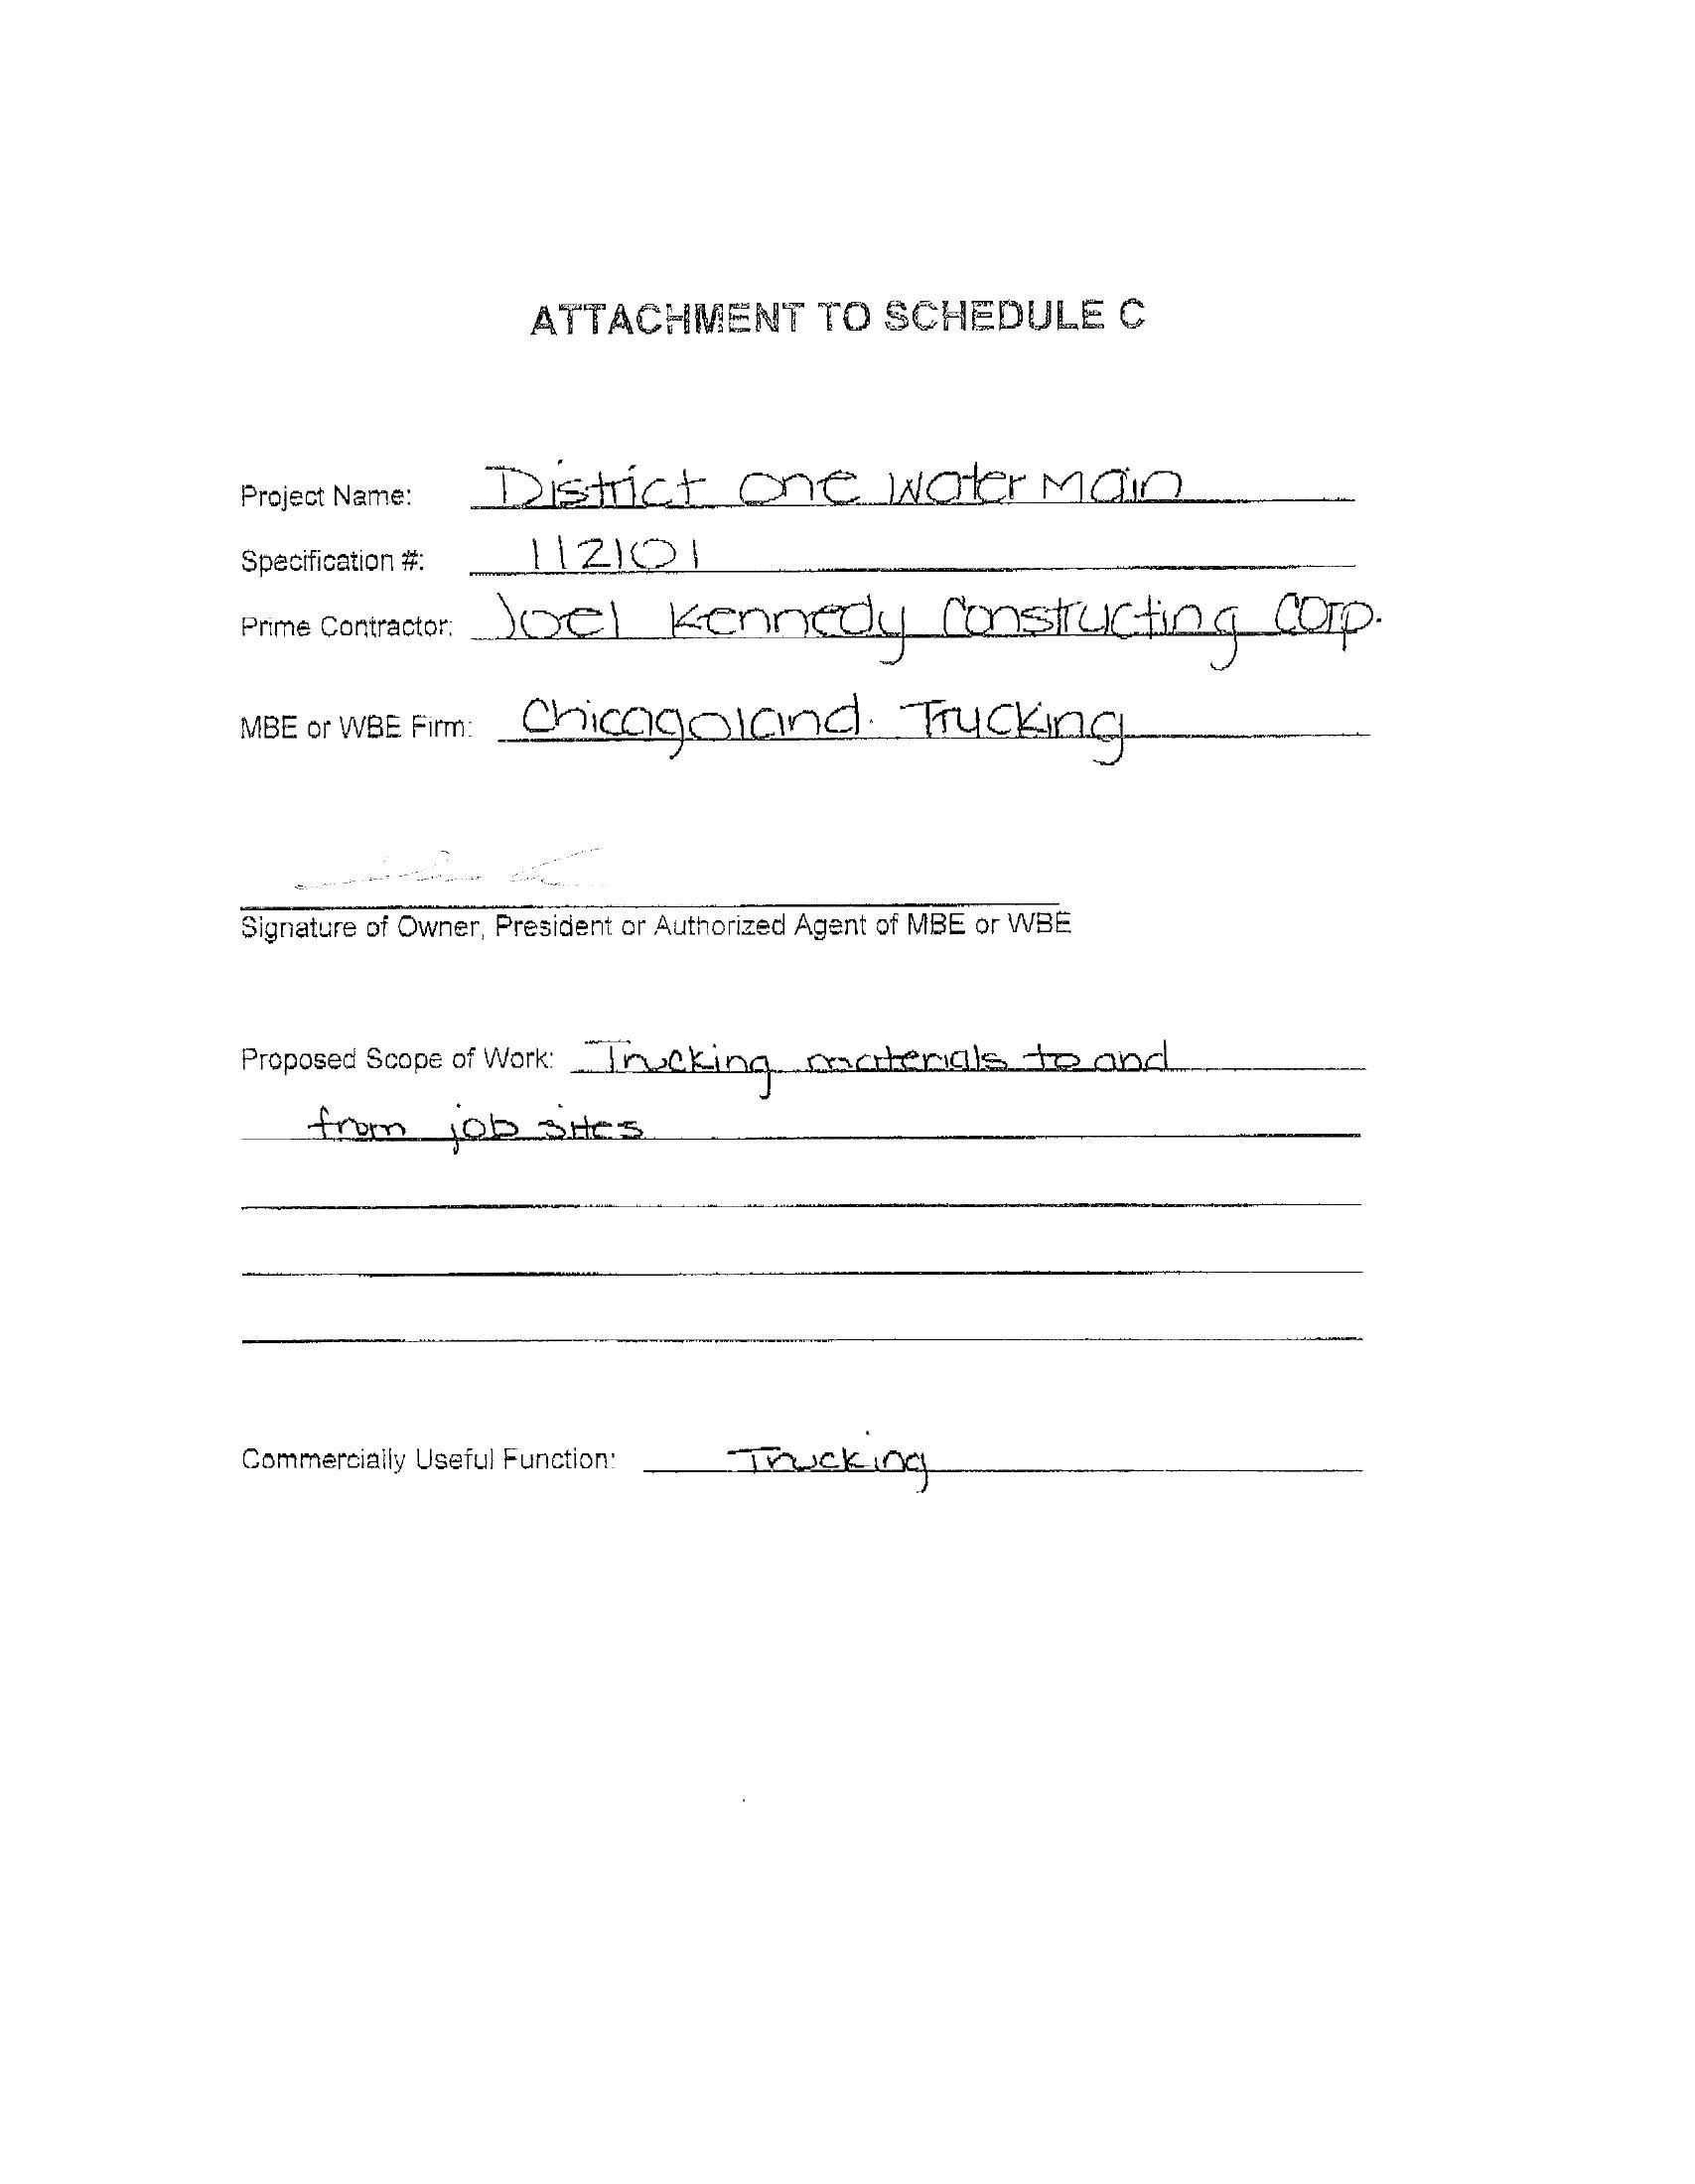 ATTACHMENT TO SCHEDULE C
Project Name: District One Water Main
Specification #: 112101
Prime Contractor: Joel Kennedy Constructing Corp.
MBE or WBE Firm: Chicagoland Trucking
Signature of Owner, President or Authorized Agent of MBE or WBE
Proposed Scope of Work: Trucking materials to and
from job sites
Commercially Useful Function: Trucking